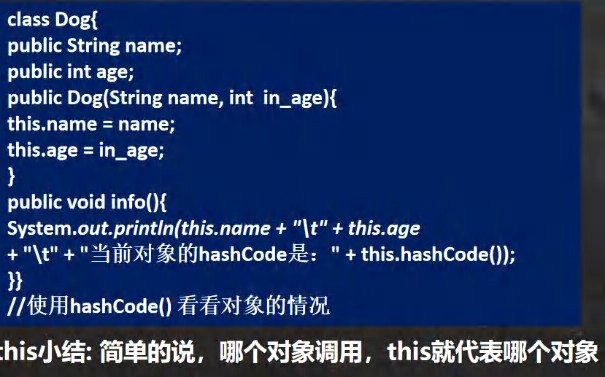 class Dog{
public String name;
public int age;
public Dog(String name, int  in_age){
this.name = name;
this.age = in_age;
}
public void info(){
System.out.println(this.name + "\t" + this.age
+ "\t" + "当前对象的hashCode是：" + this.hashCode());
}}
//使用hashCode() 看看对象的情况
this小结: 简单的说，哪个对象调用，this就代表哪个对象